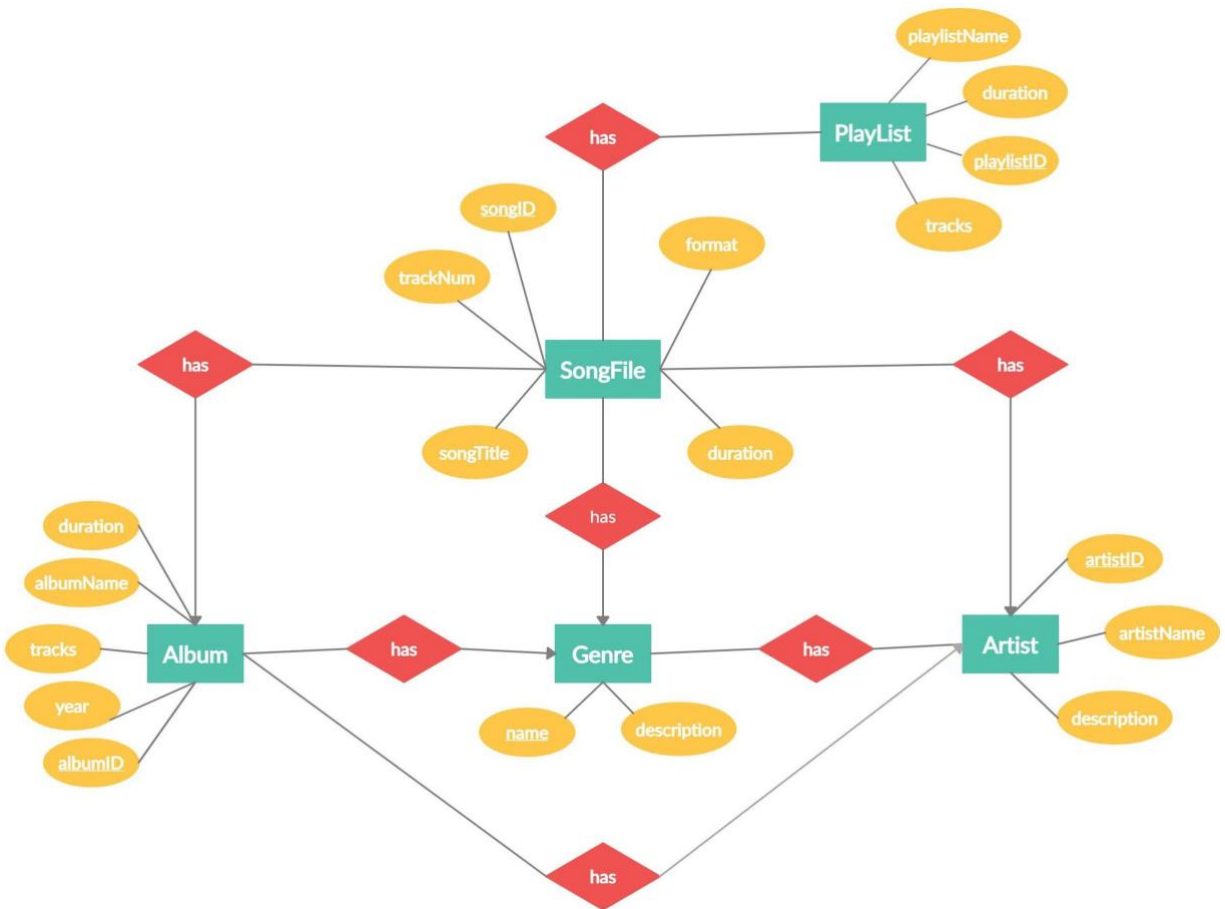 playlistName
duration
has
PlayList
playlistID
songID
tracks
format
trackNum
has
SongFile
has
songTitle
duration
has
duration
artistID
albumName
artistName
tracks
Album
has
Genre
has
Artist
year
name
description
description
albumID
has